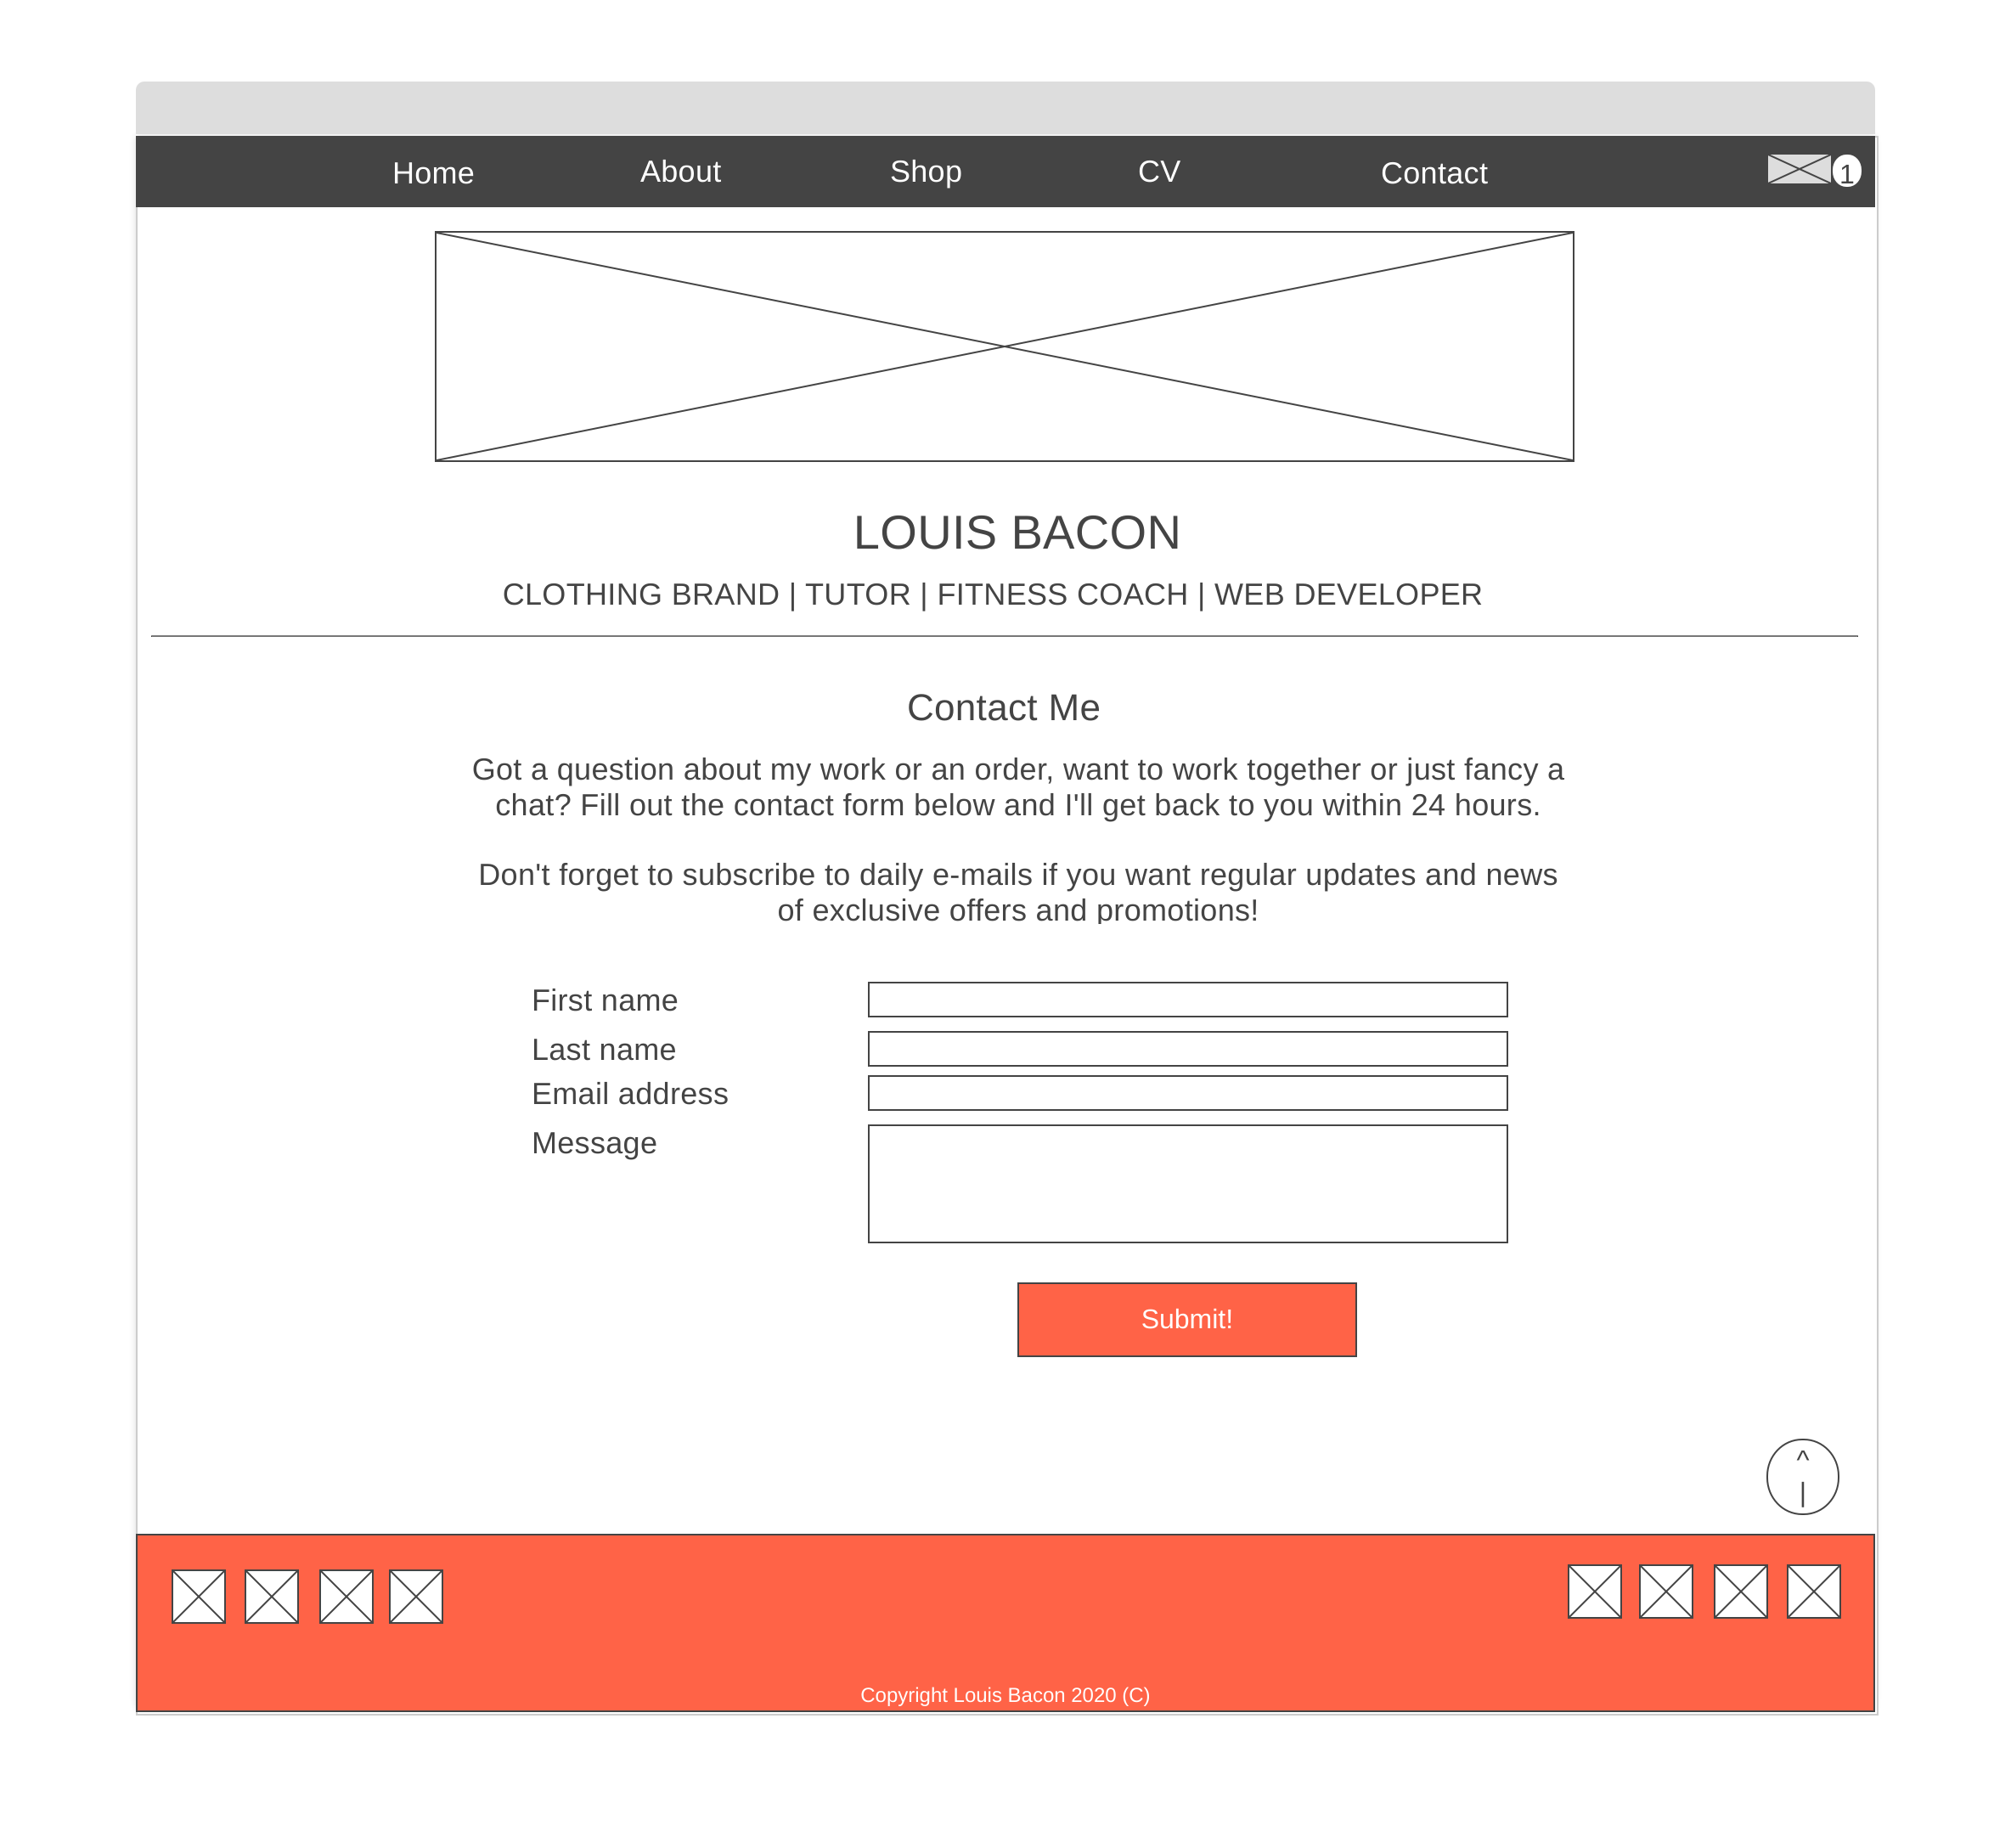 Home About Shop CV Contact 1
LOUIS BACON
CLOTHING BRAND | TUTOR | FITNESS COACH | WEB DEVELOPER
Contact Me
Got a question about my work or an order, want to work together or just fancy a
chat? Fill out the contact form below and I'll get back to you within 24 hours.
Don't forget to subscribe to daily e-mails if you want regular updates and news
of exclusive offers and promotions!
First name
Last name
Email address
Message
Submit!
^
|
Copyright Louis Bacon 2020 (C)